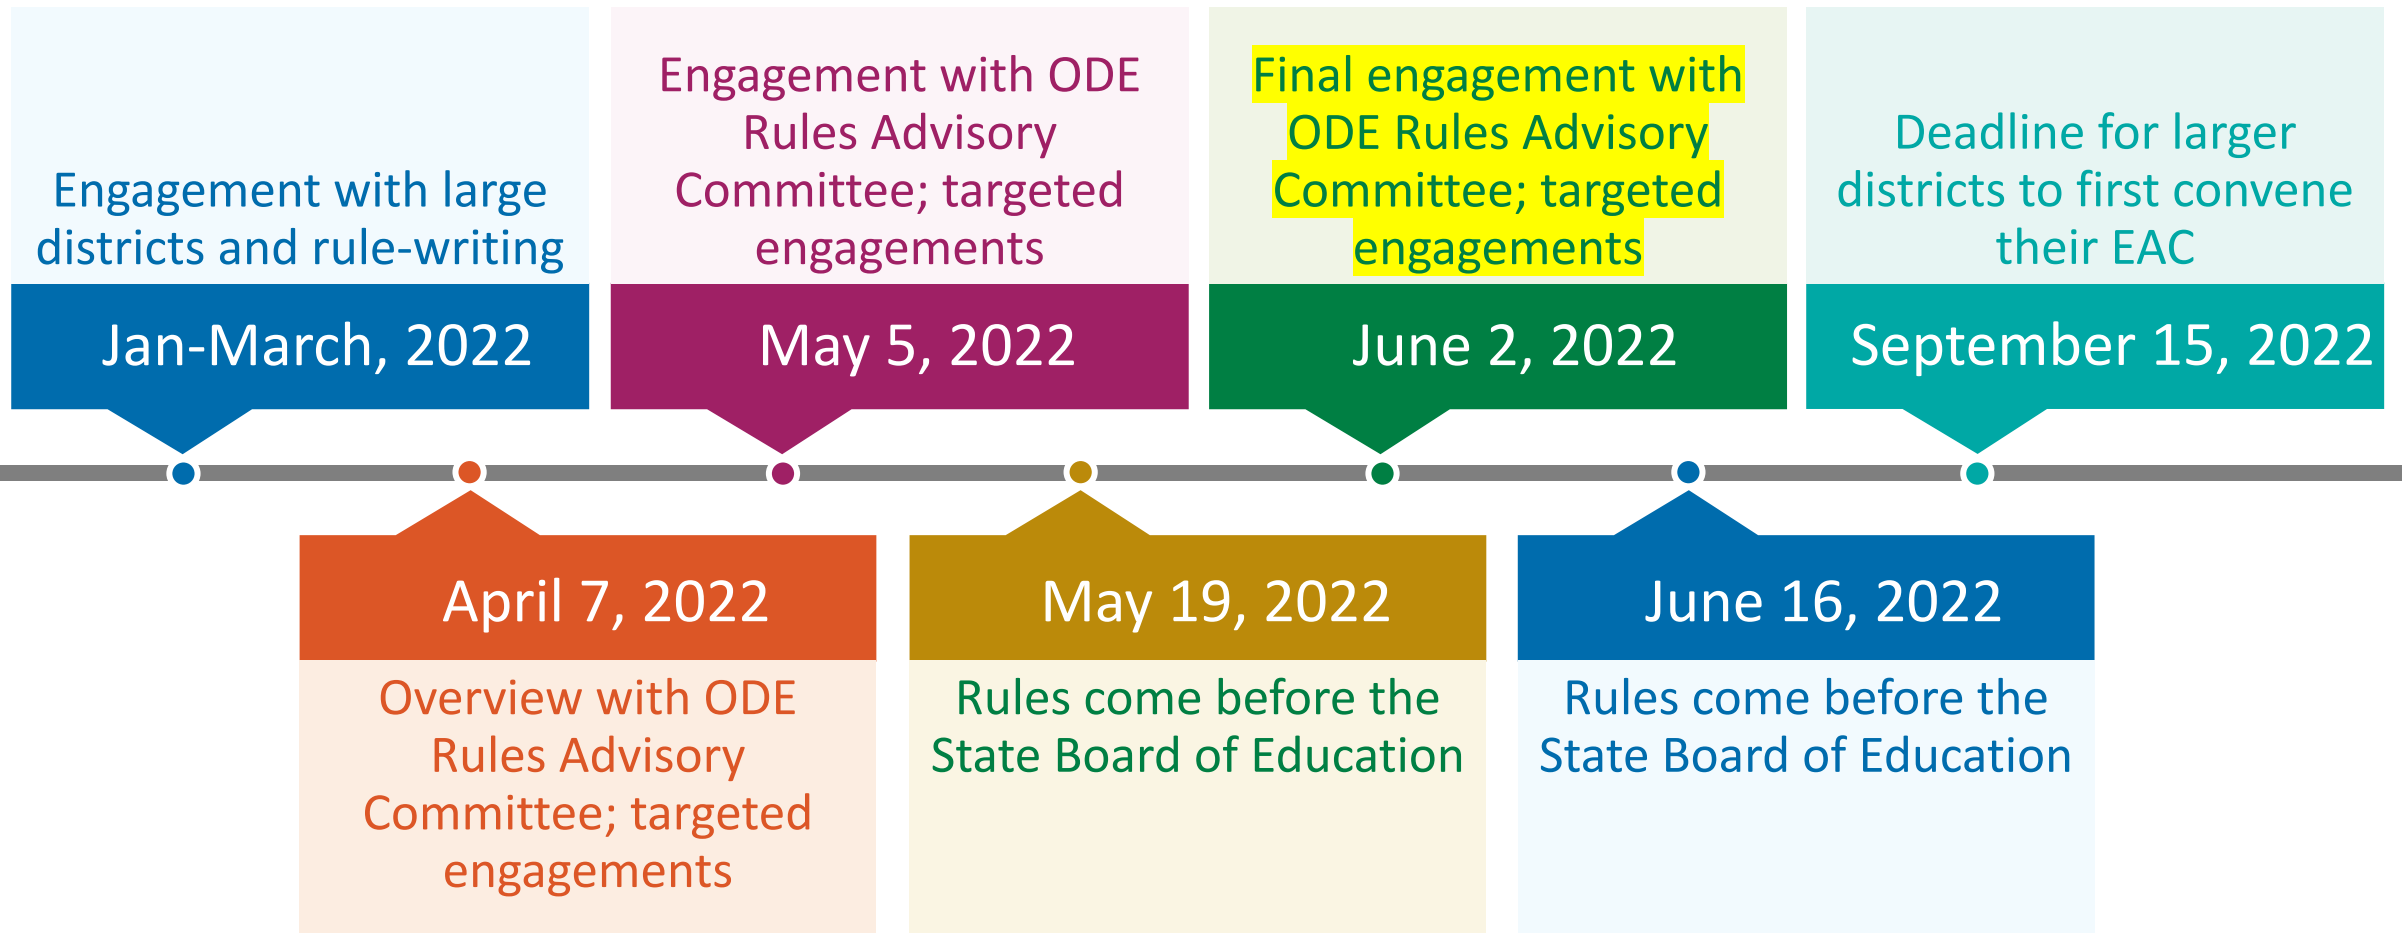 Engagement with large
districts and rule-writing
Jan-March, 2022
April 7, 2022
Overview with ODE
Rules Advisory
Committee; targeted
engagements
Engagement with ODE
Rules Advisory
Committee; targeted
engagements
May 5, 2022
May 19, 2022
Rules come before the
State Board of Education
Final engagement with
ODE Rules Advisory
Committee; targeted
engagements
June 2, 2022
June 16, 2022
Rules come before the
State Board of Education
Deadline for larger
districts to first convene
their EAC
September 15, 2022